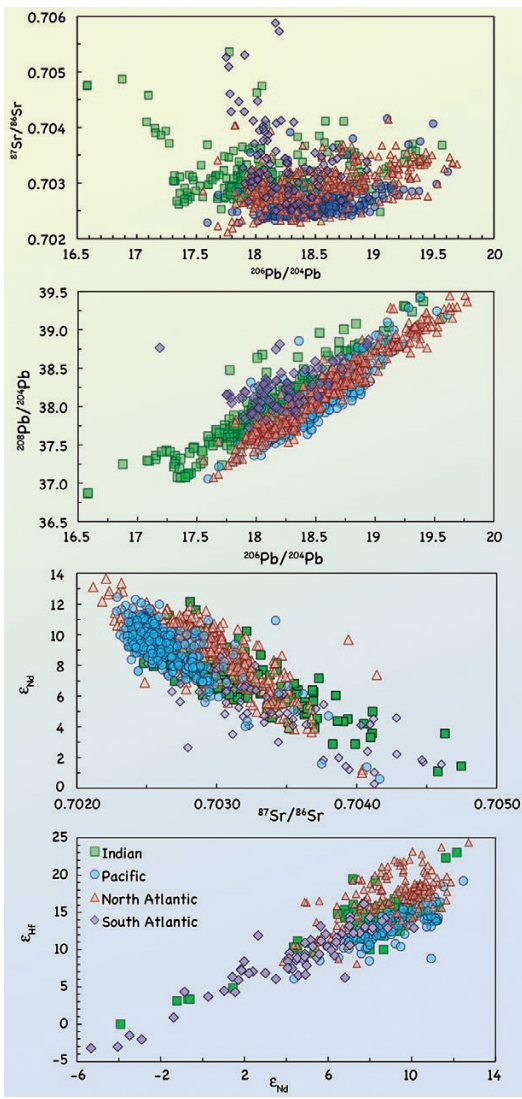 0.706
0.705
0.704
0.703
0.702
87Sr/86Sr
16.5 17 17.5 18 18.5 19 19.5 20
206Pb/204Pb
39.5
39.0
38.5
38.0
37.5
37.0
36.5
208Pb/204Pb
16.5 17 17.5 18 18.5 19 19.5 20
206Pb/204Pb
14
12
10
8
6
4
2
0
εNd
0.7020 0.7030 0.7040 0.7050
87Sr/86Sr
25
20
15
10
5
0
-5
εHf
Indian
Pacific
North Atlantic
South Atlantic
-6 -2 2 6 10 14
εNd